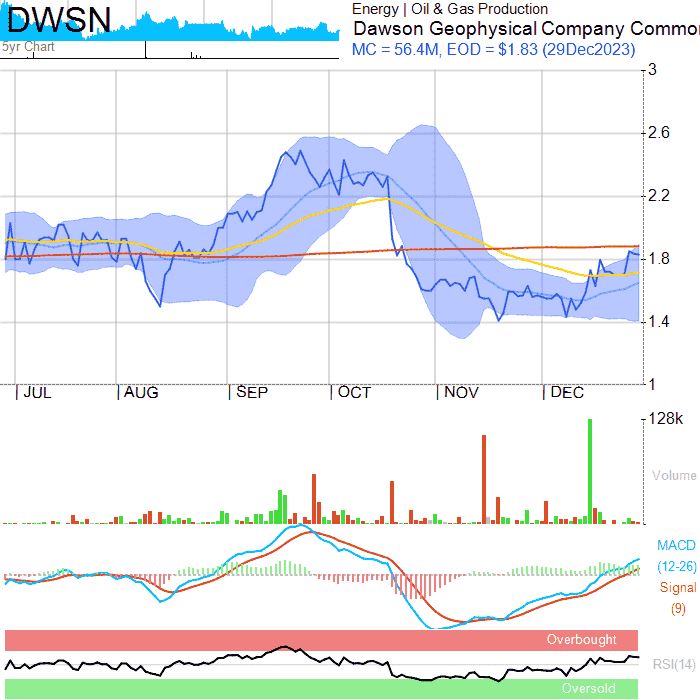 DWSN
5yr Chart
Energy | Oil & Gas Production
Dawson Geophysical Company Commo
MC = 56.4M, EOD = $1.83 (29Dec2023)
3
2.6
2.2
1.8
1.4
1
JUL AUG SEP OCT NOV DEC
128k
Volume
MACD
(12-26)
Signal
(9)
Overbought
RSI(14)
Oversold